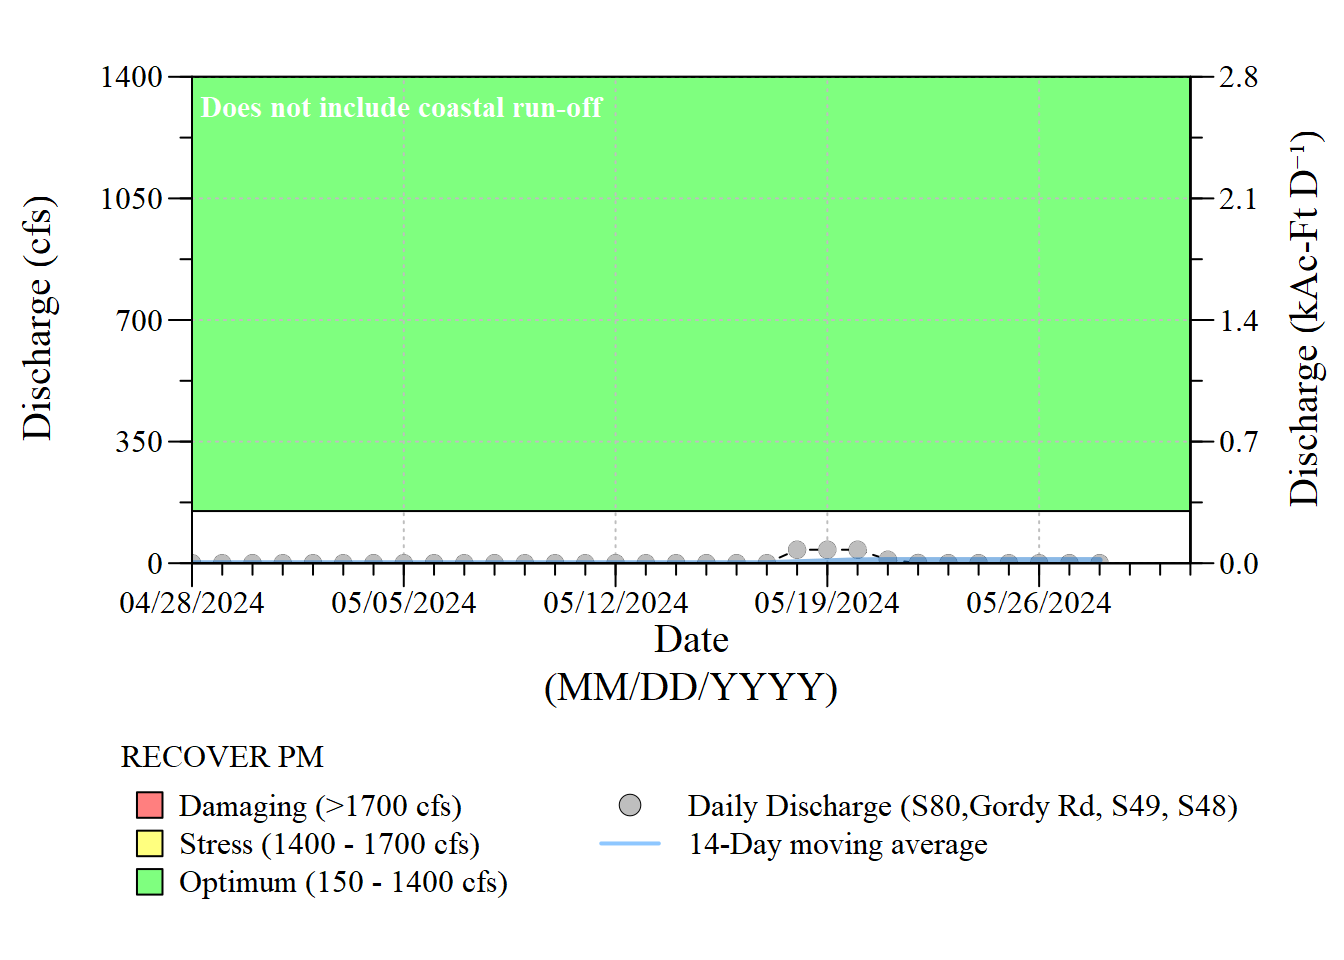 Does not include coastal run-off
1400
1050
700
350
0
Discharge (cfs)
2.8
2.1
1.4
0.7
0.0
Discharge (kAc-Ft D⁻¹)
04/28/2024 05/05/2024 05/12/2024 05/19/2024 05/26/2024
Date
(MM/DD/YYYY)
RECOVER PM
Damaging (>1700 cfs)
Stress (1400 - 1700 cfs)
Optimum (150 - 1400 cfs)
Daily Discharge (S80,Gordy Rd, S49, S48)
14-Day moving average